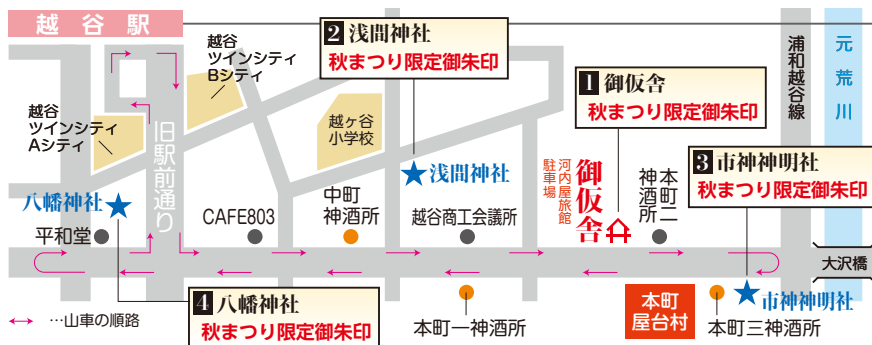 越谷駅
越谷
ツインシティ
Bシティ
越谷
ツインシティ
Aシティ
旧駅前通り
2 浅間神社
秋まつり限定御朱印
1 御仮舎
秋まつり限定御朱印
浦和越谷線
元荒川
越ヶ谷
小学校
3 市神神明社
秋まつり限定御朱印
八幡神社
浅間神社
河内屋旅館
駐車場
御仮舎
本町二
神酒所
平和堂
CAFE803
中町
神酒所
越谷商工会議所
大沢橋
4 八幡神社
秋まつり限定御朱印
…山車の順路
本町一神酒所
本町
屋台村
市神神明社
本町三神酒所